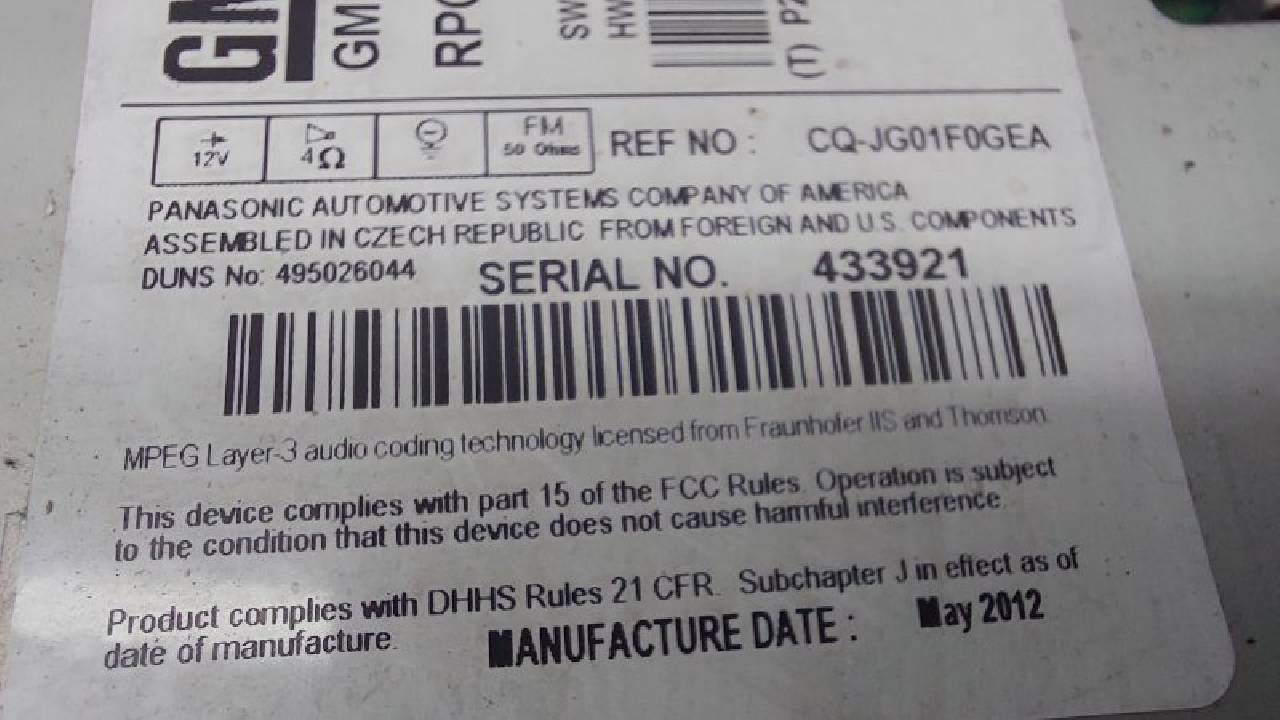 GM
GM
RPO
SW
HW
(T) P2
12V
4Ω
FM
50 Ohms
REF NO : CQ-JG01F0GEA
PANASONIC AUTOMOTIVE SYSTEMS COMPANY OF AMERICA
ASSEMBLED IN CZECH REPUBLIC FROM FOREIGN AND U.S. COMPONENTS
DUNS No: 495026044 SERIAL NO. 433921
MPEG Layer-3 audio coding technology licensed from Fraunhofer IIS and Thomson.
This device complies with part 15 of the FCC Rules. Operation is subject
to the condition that this device does not cause harmful interference.
Product complies with DHHS Rules 21 CFR. Subchapter J in effect as of
date of manufacture.
MANUFACTURE DATE : May 2012